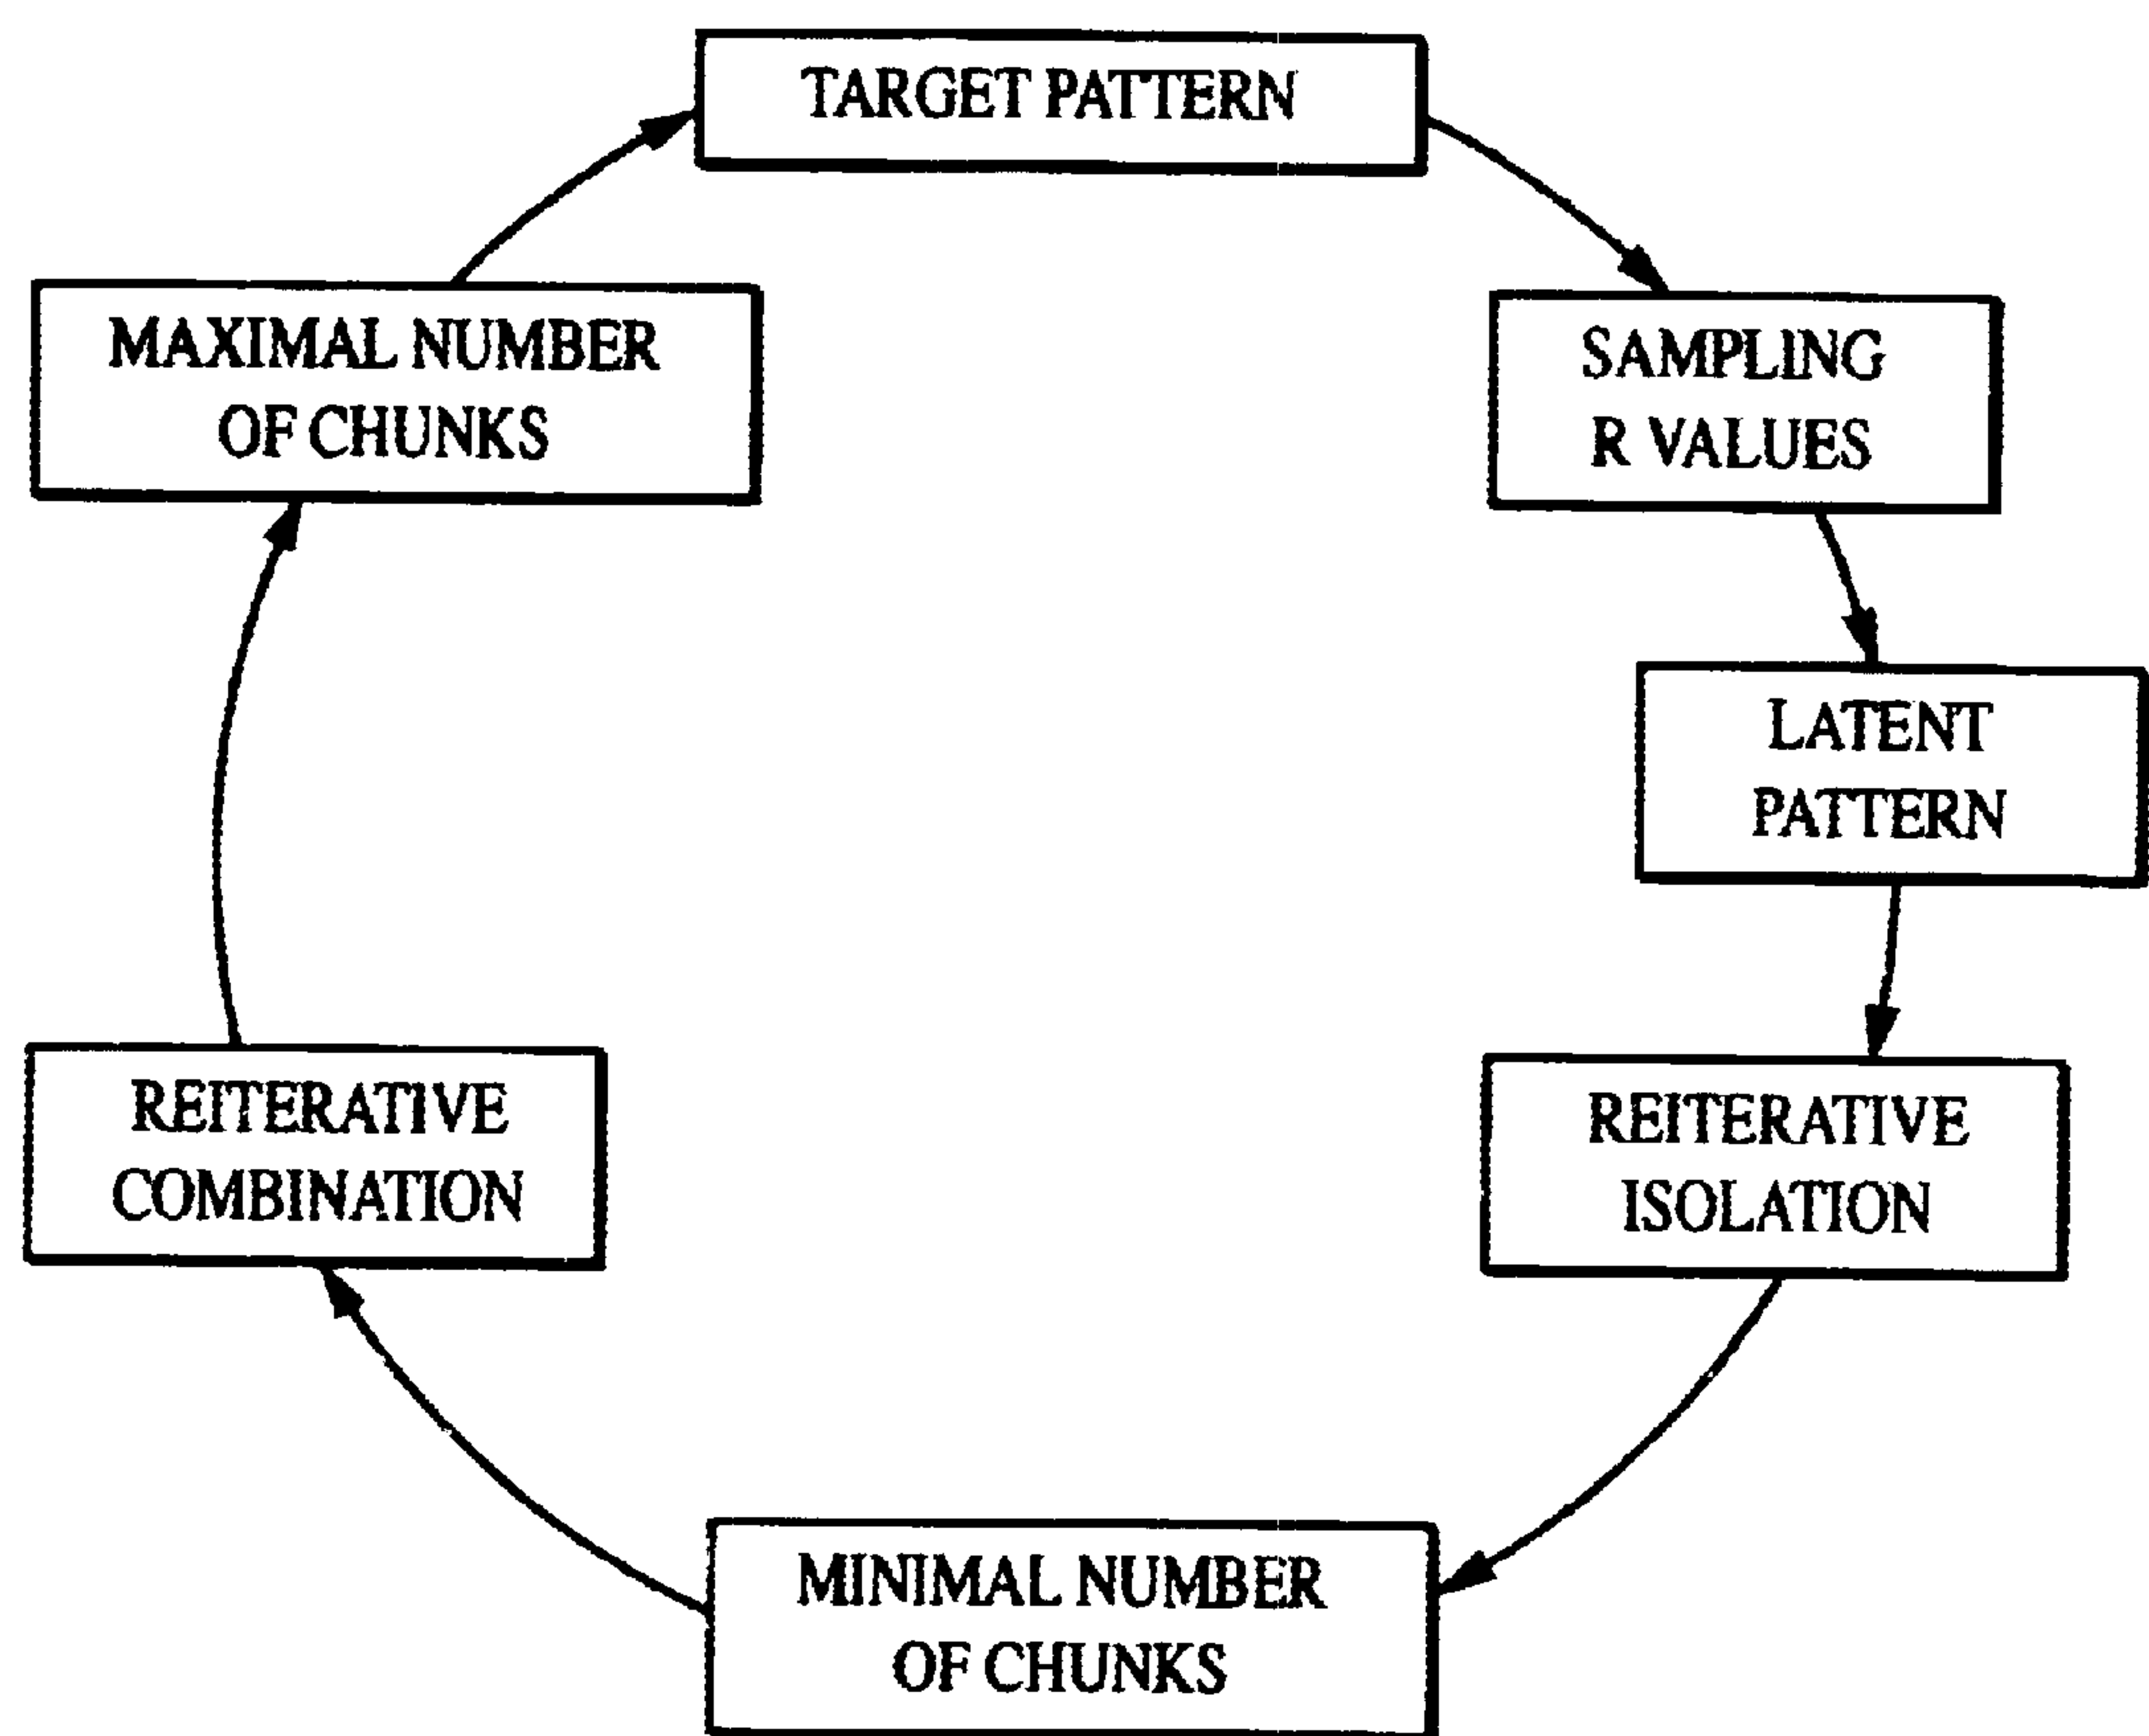 TARGET PATTERN
SAMPLING
R VALUES
LATENT
PATTERN
REITERATIVE
ISOLATION
MINIMAL NUMBER
OF CHUNKS
REITERATIVE
COMBINATION
MAXIMAL NUMBER
OF CHUNKS